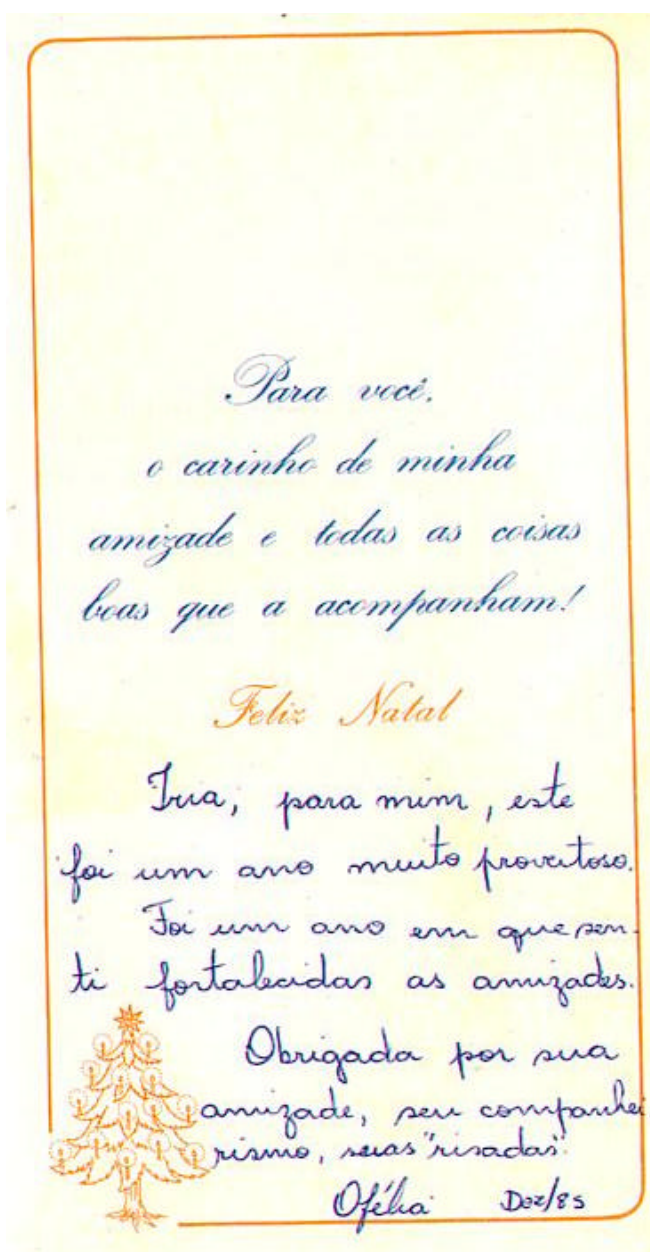 Para você,
o carinho de minha
amizade e todas as coisas
boas que a acompanham!
Feliz Natal
Iria, para mim, este
foi um ano muito proveitoso.
Foi um ano em que sen-
ti fortalecidas as amizades.
Obrigada por sua
amizade, seu companhei
rismo, suas "risadas".
Ofélia Dez/85